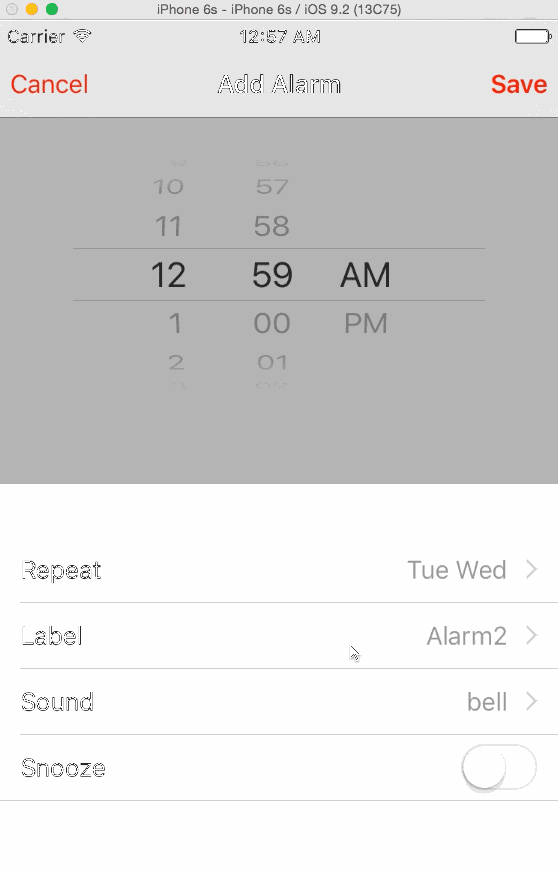 iPhone 6s - iPhone 6s / iOS 9.2 (13C75)
Carrier 12:57 AM
Cancel Add Alarm Save
10 57
11 58
12 59 AM
1 00 PM
2 01
Repeat Tue Wed
Label Alarm2
Sound bell
Snooze